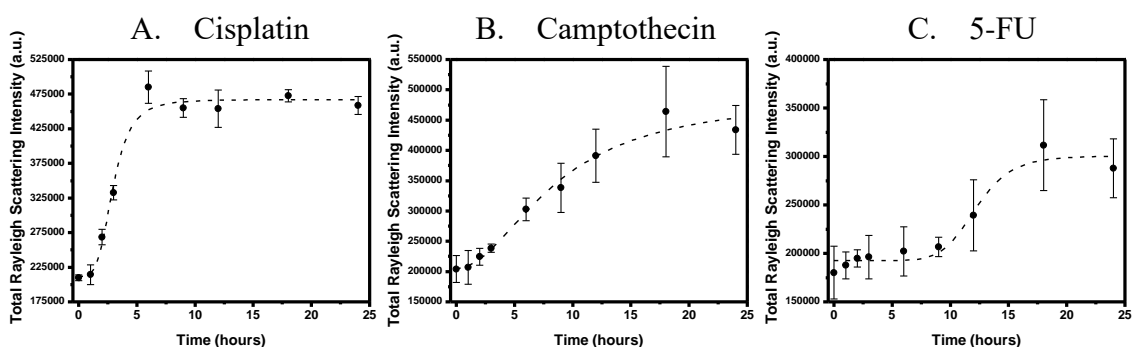 A. Cisplatin
Total Rayleigh Scattering Intensity (a.u.)
525000
475000
425000
375000
325000
275000
225000
175000
0 5 10 15 20 25
Time (hours)
B. Camptothecin
Total Rayleigh Scattering Intensity (a.u.)
550000
500000
450000
400000
350000
300000
250000
200000
150000
0 5 10 15 20 25
Time (hours)
C. 5-FU
Total Rayleigh Scattering Intensity (a.u.)
400000
350000
300000
250000
200000
150000
0 5 10 15 20 25
Time (hours)